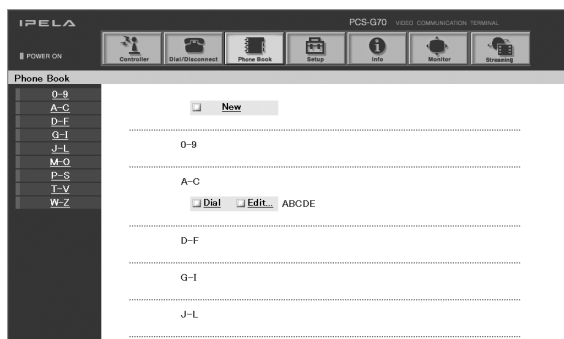 IPELA
PCS-G70 VIDEO COMMUNICATION TERMINAL
POWER ON
Controller
Dial/Disconnect
Phone Book
Setup
Info
Monitor
Streaming
Phone Book
0-9
A-C
D-F
G-I
J-L
M-O
P-S
T-V
W-Z
New
0-9
A-C
Dial Edit... ABCDE
D-F
G-I
J-L